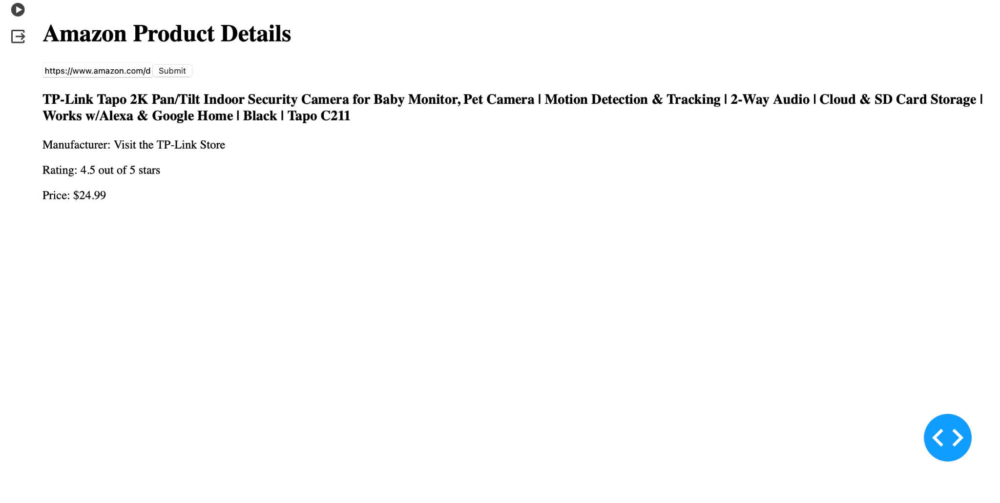 Amazon Product Details
https://www.amazon.com/d Submit
TP-Link Tapo 2K Pan/Tilt Indoor Security Camera for Baby Monitor, Pet Camera | Motion Detection & Tracking | 2-Way Audio | Cloud & SD Card Storage |
Works w/Alexa & Google Home | Black | Tapo C211
Manufacturer: Visit the TP-Link Store
Rating: 4.5 out of 5 stars
Price: $24.99